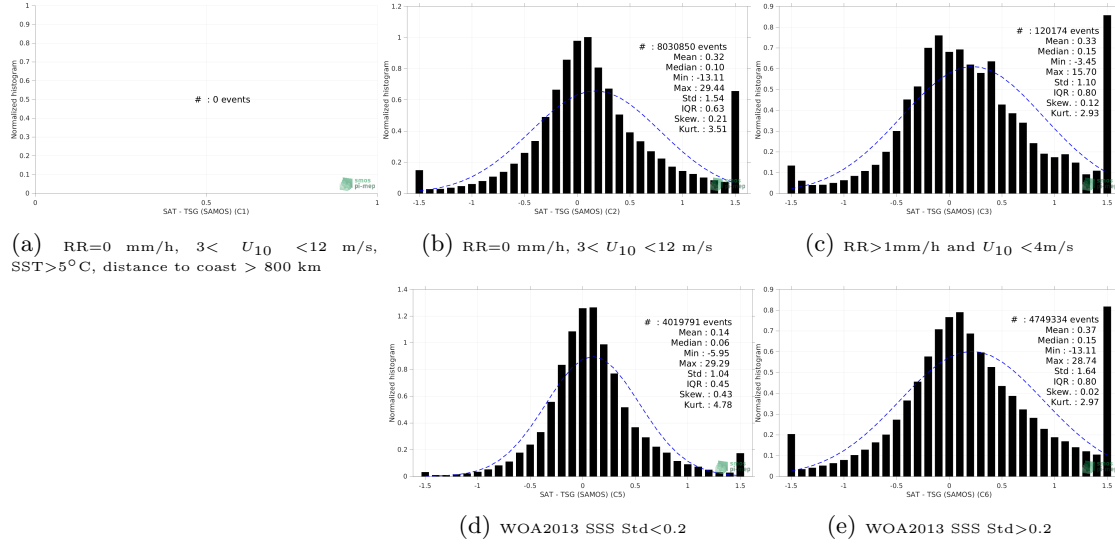 1
0.9
0.8
0.7
0.6
0.5
0.4
0.3
0.2
0.1
0
Normalized histogram
# : 0 events
0 0.5 1
SAT - TSG (SAMOS) (C1)
smos
pi-mep
(a) RR=0 mm/h, 3< U10 <12 m/s,
SST>5°C, distance to coast > 800 km
1.2
1
0.8
0.6
0.4
0.2
0
Normalized histogram
# : 8030850 events
Mean : 0.32
Median : 0.10
Min : -13.11
Max : 29.44
Std : 1.54
IQR : 0.63
Skew. : 0.21
Kurt. : 3.51
-1.5 -1 -0.5 0 0.5 1 1.5
SAT - TSG (SAMOS) (C2)
smos
pi-mep
(b) RR=0 mm/h, 3< U10 <12 m/s
0.9
0.8
0.7
0.6
0.5
0.4
0.3
0.2
0.1
0
Normalized histogram
# : 120174 events
Mean : 0.33
Median : 0.15
Min : -3.45
Max : 15.70
Std : 1.10
IQR : 0.80
Skew. : 0.12
Kurt. : 2.93
-1.5 -1 -0.5 0 0.5 1 1.5
SAT - TSG (SAMOS) (C3)
smos
pi-mep
(c) RR>1mm/h and U10 <4m/s
1.4
1.2
1
0.8
0.6
0.4
0.2
0
Normalized histogram
# : 4019791 events
Mean : 0.14
Median : 0.06
Min : -5.95
Max : 29.29
Std : 1.04
IQR : 0.45
Skew. : 0.43
Kurt. : 4.78
-1.5 -1 -0.5 0 0.5 1 1.5
SAT - TSG (SAMOS) (C5)
smos
pi-mep
(d) WOA2013 SSS Std<0.2
0.9
0.8
0.7
0.6
0.5
0.4
0.3
0.2
0.1
0
Normalized histogram
# : 4749334 events
Mean : 0.37
Median : 0.15
Min : -13.11
Max : 28.74
Std : 1.64
IQR : 0.80
Skew. : 0.02
Kurt. : 2.97
-1.5 -1 -0.5 0 0.5 1 1.5
SAT - TSG (SAMOS) (C6)
smos
pi-mep
(e) WOA2013 SSS Std>0.2